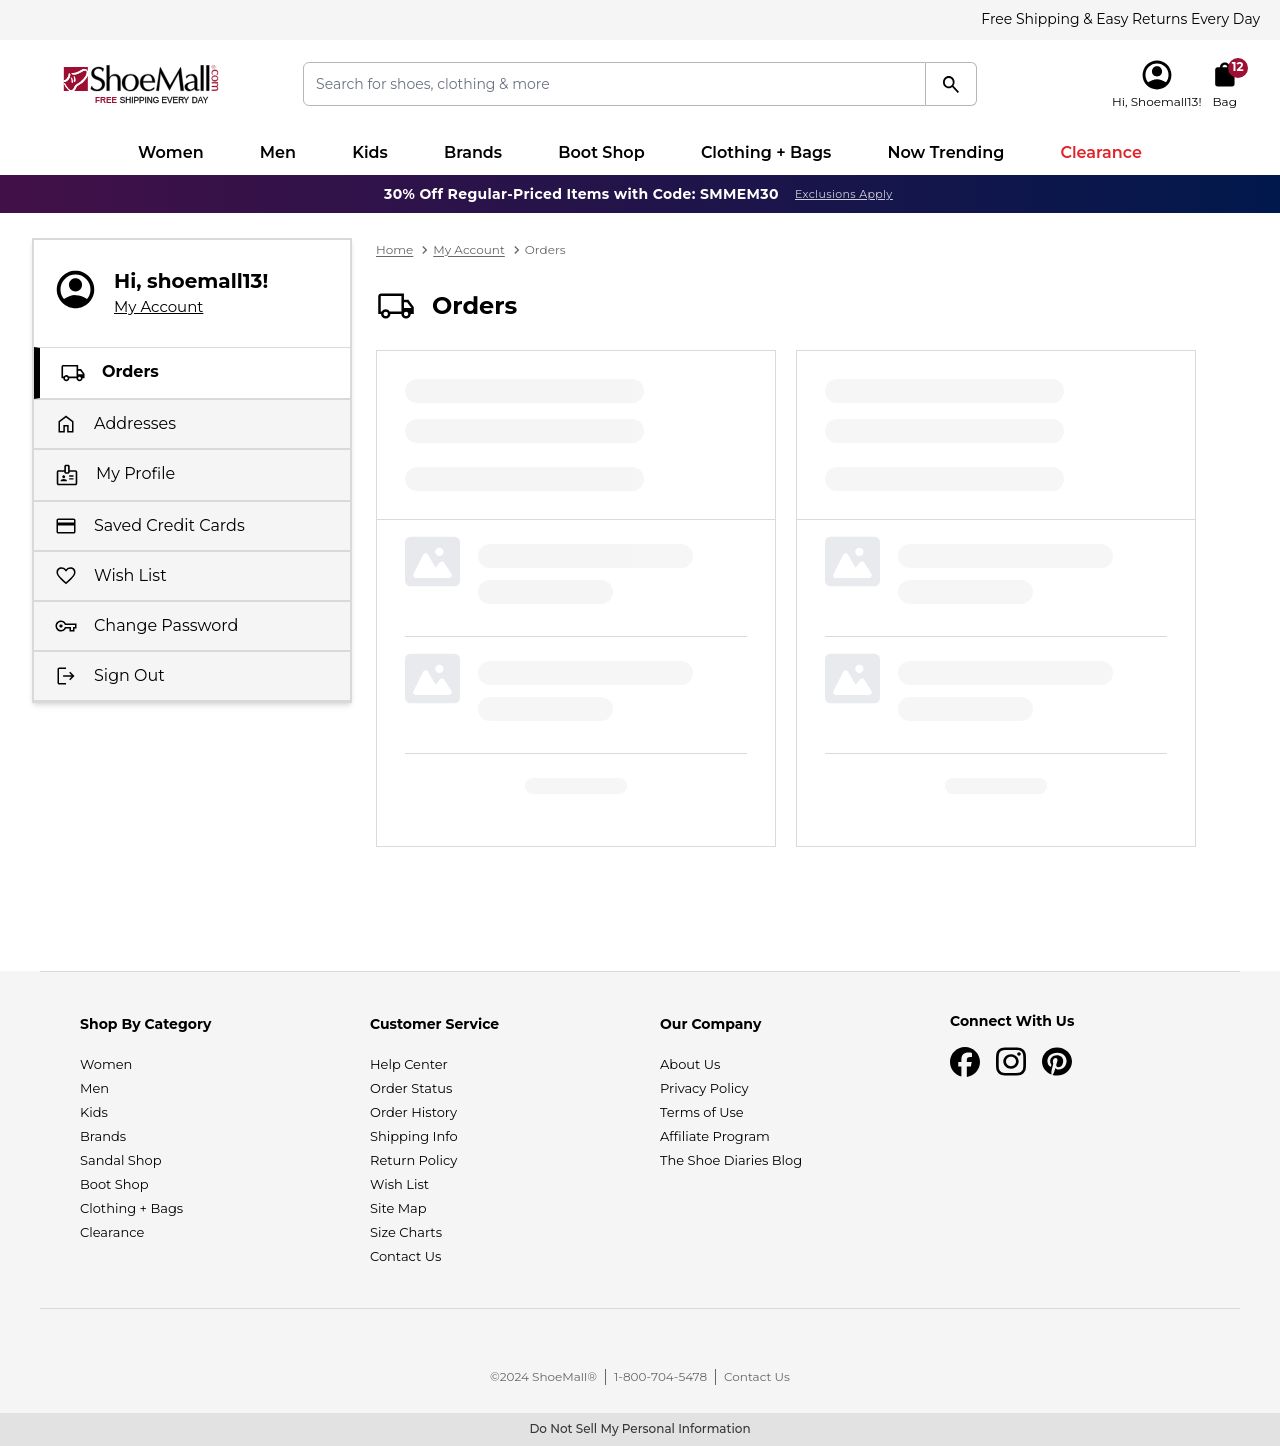 Free Shipping & Easy Returns Every Day
ShoeMall.com®
FREE SHIPPING EVERY DAY
Search for shoes, clothing & more
12
Hi, Shoemall13!
Bag
Women Men Kids Brands Boot Shop Clothing + Bags Now Trending Clearance
30% Off Regular-Priced Items with Code: SMMEM30 Exclusions Apply
Hi, shoemall13!
My Account
Orders
Addresses
My Profile
Saved Credit Cards
Wish List
Change Password
Sign Out
Home > My Account > Orders
Orders
Shop By Category
Women
Men
Kids
Brands
Sandal Shop
Boot Shop
Clothing + Bags
Clearance
Customer Service
Help Center
Order Status
Order History
Shipping Info
Return Policy
Wish List
Site Map
Size Charts
Contact Us
Our Company
About Us
Privacy Policy
Terms of Use
Affiliate Program
The Shoe Diaries Blog
Connect With Us
©2024 ShoeMall® | 1-800-704-5478 | Contact Us
Do Not Sell My Personal Information